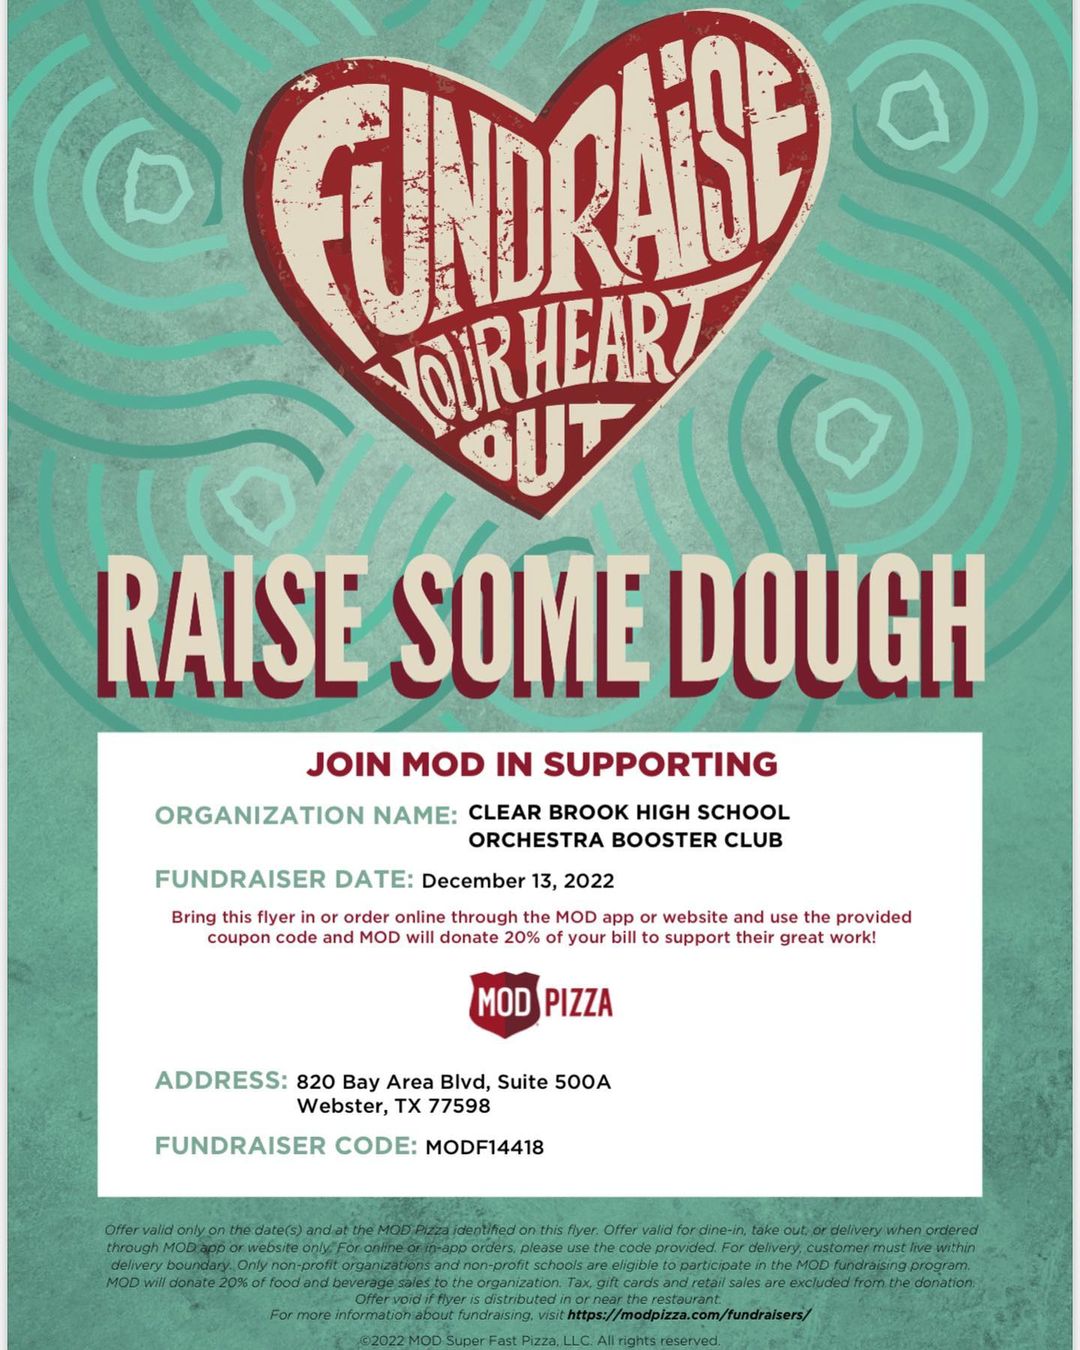 FUNDRAiSE
YOUR HEART
OUT
RAISE SOME DOUGH
JOIN MOD IN SUPPORTING
ORGANIZATION NAME: CLEAR BROOK HIGH SCHOOL
ORCHESTRA BOOSTER CLUB
FUNDRAISER DATE: December 13, 2022
Bring this flyer in or order online through the MOD app or website and use the provided
coupon code and MOD will donate 20% of your bill to support their great work!
MOD PIZZA
ADDRESS: 820 Bay Area Blvd, Suite 500A
Webster, TX 77598
FUNDRAISER CODE: MODF14418
Offer valid only on the date(s) and at the MOD Pizza identified on this flyer. Offer valid for dine-in, take out, or delivery when ordered
through MOD app or website only. For online or in-app orders, please use the code provided. For delivery, customer must live within
delivery boundary. Only non-profit organizations and non-profit schools are eligible to participate in the MOD fundraising program.
MOD will donate 20% of food and beverage sales to the organization. Tax, gift cards and retail sales are excluded from the donation.
Offer void if flyer is distributed in or near the restaurant.
For more information about fundraising, visit https://modpizza.com/fundraisers/
©2022 MOD Super Fast Pizza, LLC. All rights reserved.